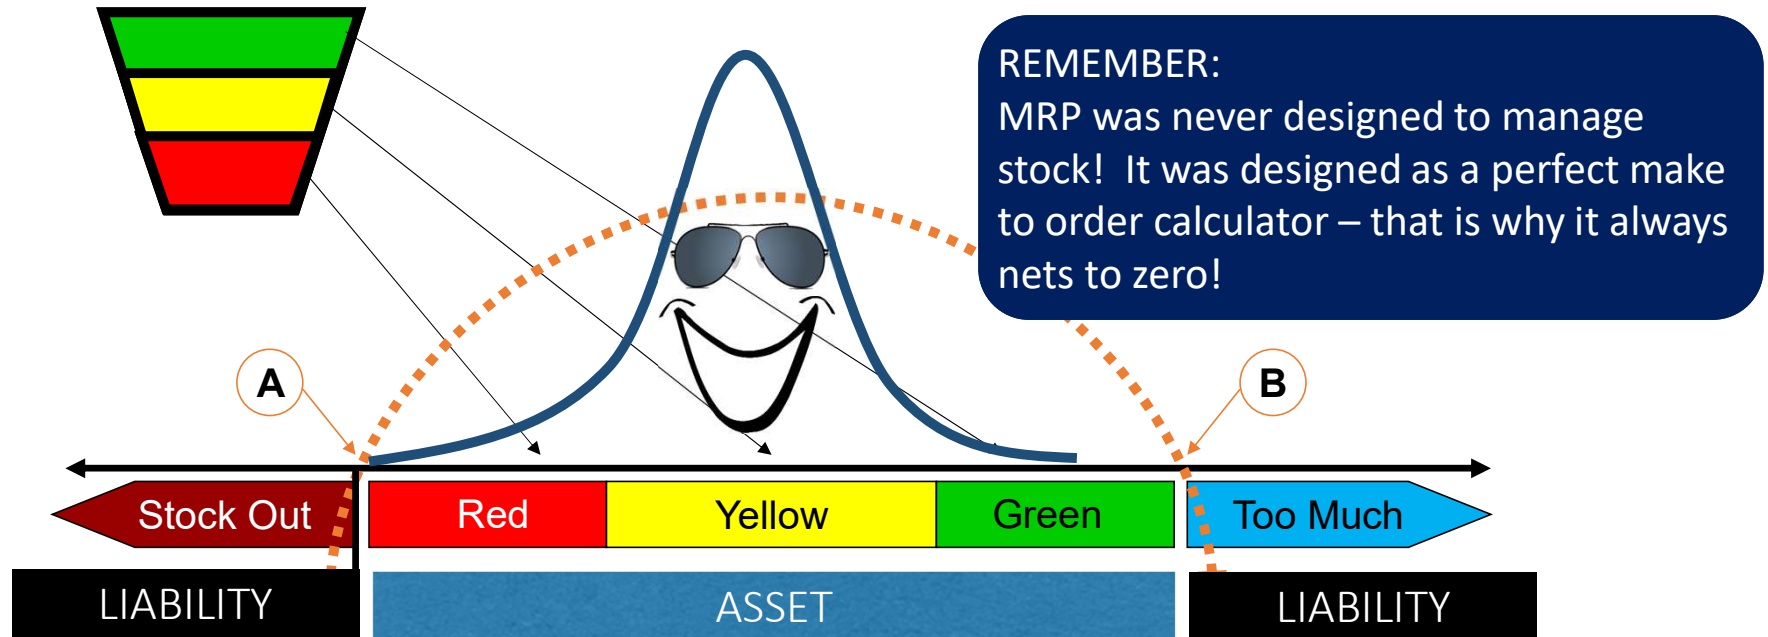 REMEMBER:
MRP was never designed to manage
stock! It was designed as a perfect make
to order calculator – that is why it always
nets to zero!
A
B
Stock Out
Red
Yellow
Green
Too Much
LIABILITY
ASSET
LIABILITY